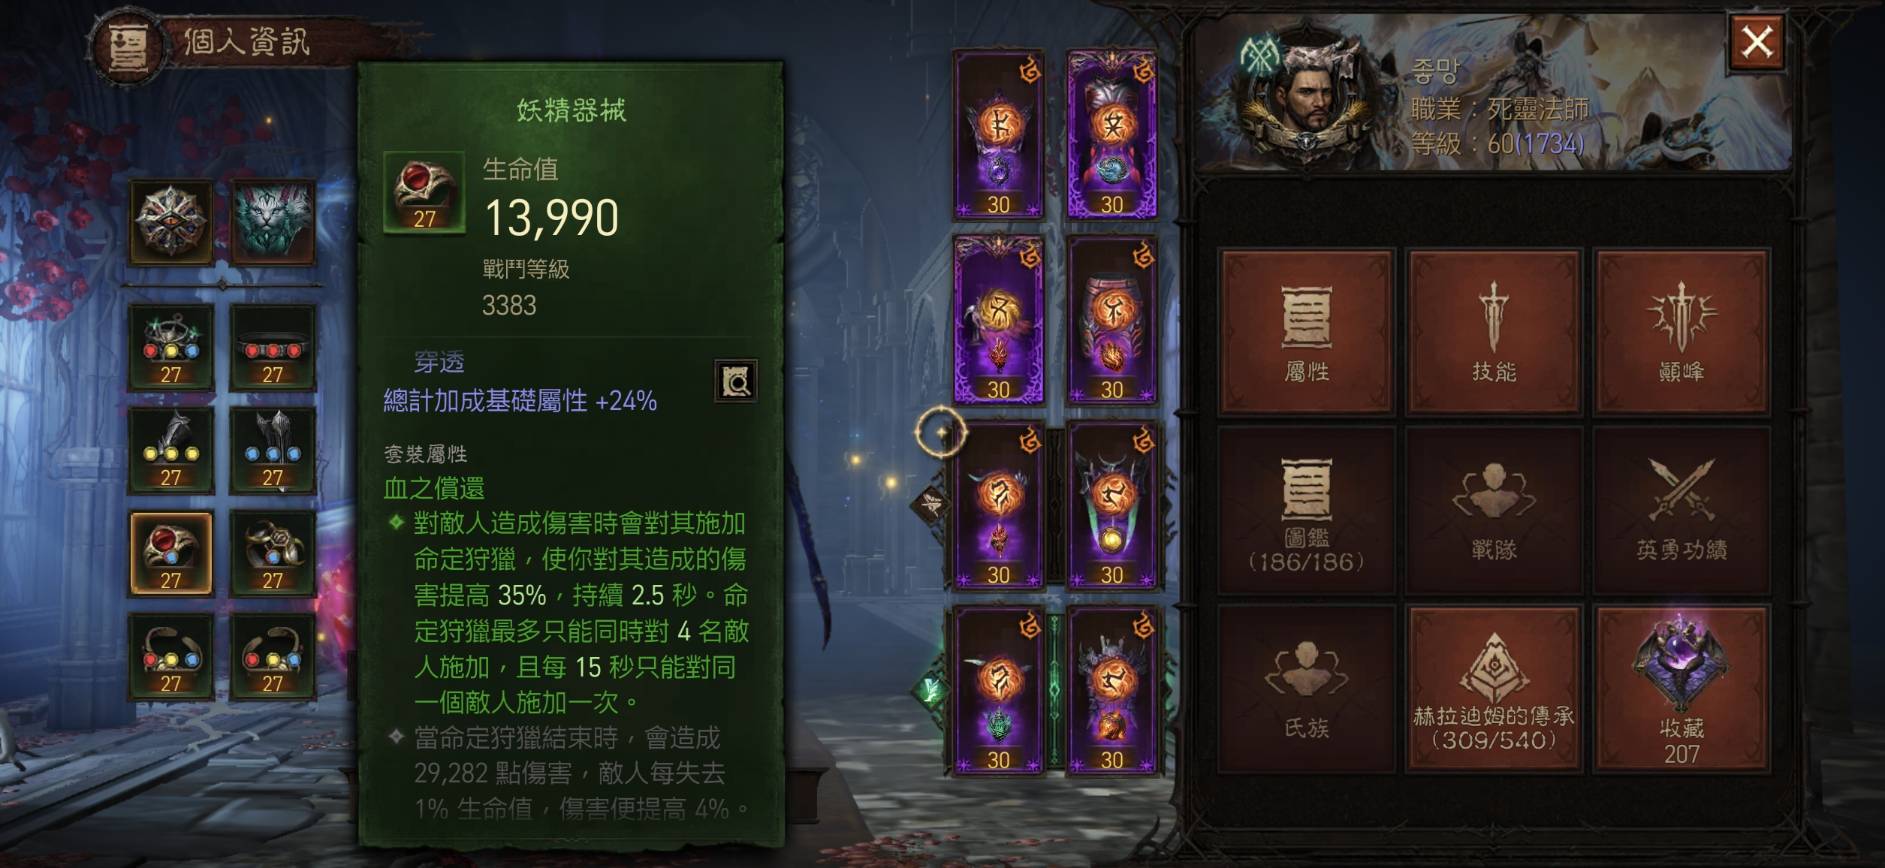 個人資訊
妖精器械
生命值
13,990
戰鬥等級
3383
27
穿透
總計加成基礎屬性 +24%
套裝屬性
血之償還
對敵人造成傷害時會對其施加
命定狩獵，使你對其造成的傷
害提高 35%，持續 2.5 秒。命
定狩獵最多只能同時對 4 名敵
人施加，且每 15 秒只能對同
一個敵人施加一次。
當命定狩獵結束時，會造成
29,282 點傷害，敵人每失去
1% 生命值，傷害便提高 4%。
27
27
27
27
27
27
27
27
30
30
30
30
30
30
30
30
종망
職業：死靈法師
等級：60(1734)
屬性
技能
巔峰
圖鑑
(186/186)
戰隊
英勇功績
氏族
赫拉迪姆的傳承
(309/540)
收藏
207